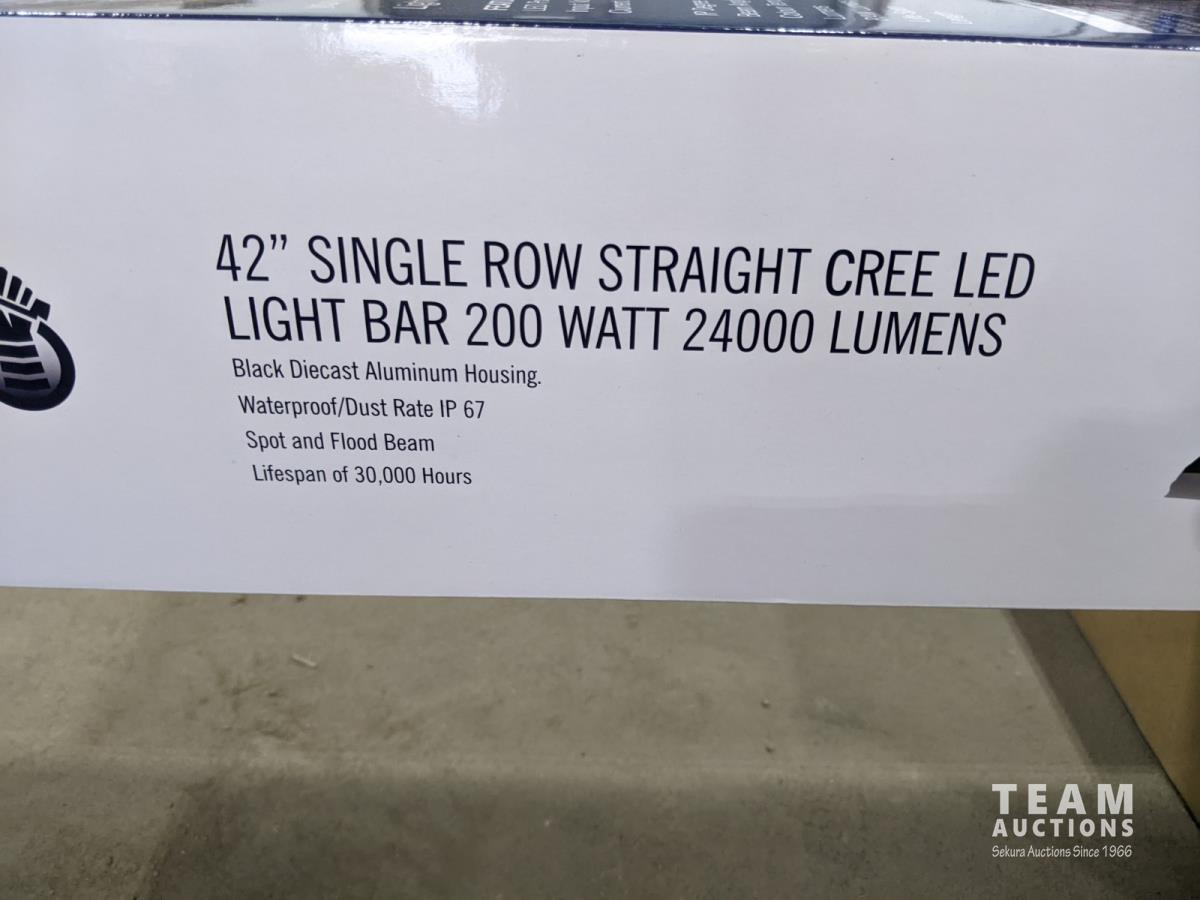 42” SINGLE ROW STRAIGHT CREE LED
LIGHT BAR 200 WATT 24000 LUMENS
Black Diecast Aluminum Housing.
Waterproof/Dust Rate IP 67
Spot and Flood Beam
Lifespan of 30,000 Hours
TEAM
AUCTIONS
Sekura Auctions Since 1966